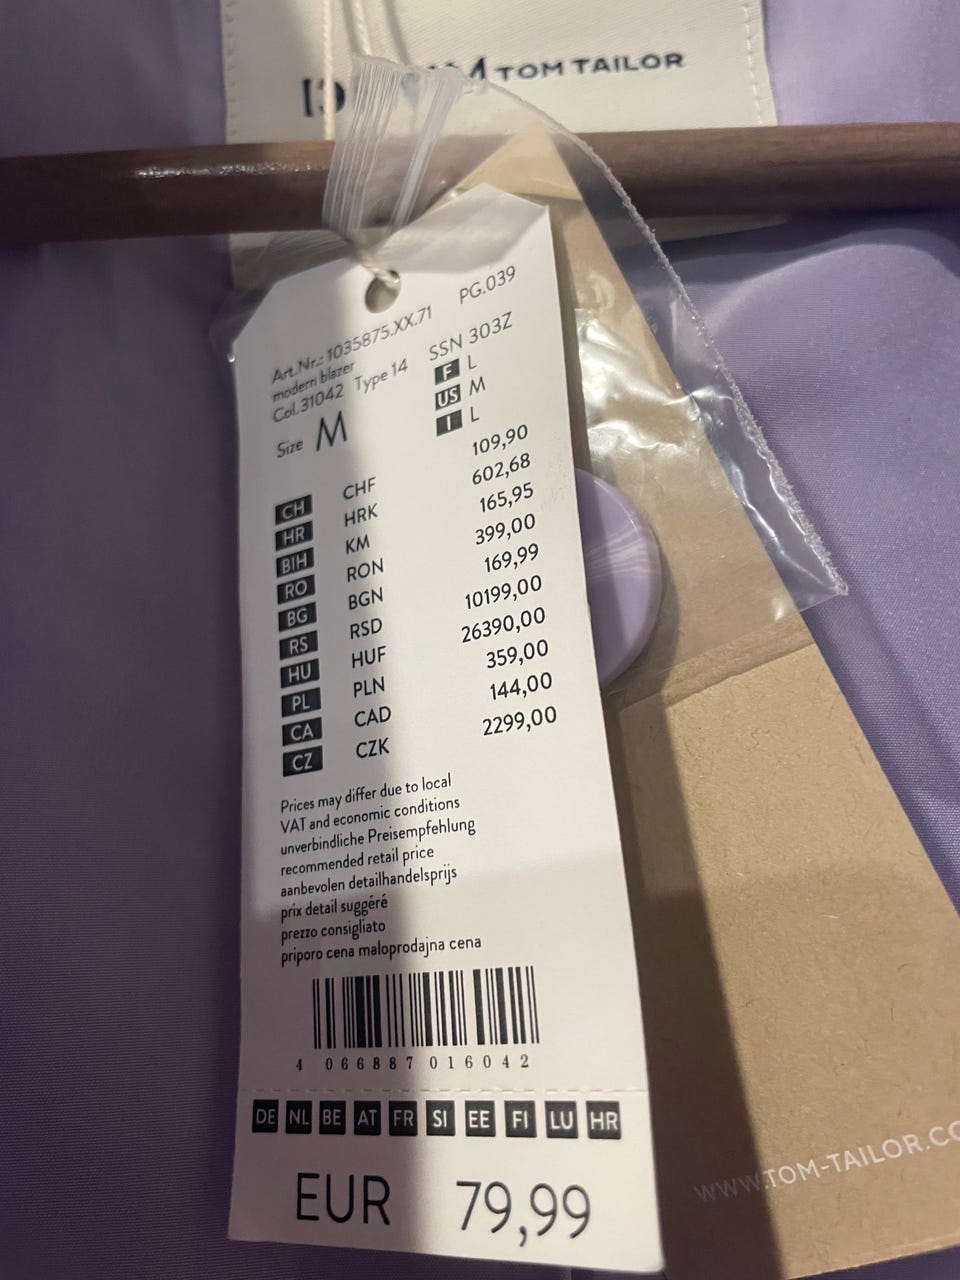 TOM TAILOR
Art.Nr.: 1035875.XX.71 PG.039
modern blazer
Col.31042 Type 14 SSN 303Z
F L
Size M US M
I L
CH CHF 109,90
HR HRK 602,68
BIH KM 165,95
RO RON 399,00
BG BGN 169,99
RS RSD 10199,00
HU HUF 26390,00
PL PLN 359,00
CA CAD 144,00
CZ CZK 2299,00
Prices may differ due to local
VAT and economic conditions
unverbindliche Preisempfehlung
recommended retail price
aanbevolen detailhandelsprijs
prix detail suggéré
prezzo consigliato
priporo cena maloprodajna cena
4 066887 016042
DE NL BE AT FR SI EE FI LU HR
EUR 79,99
WWW.TOM-TAILOR.CO